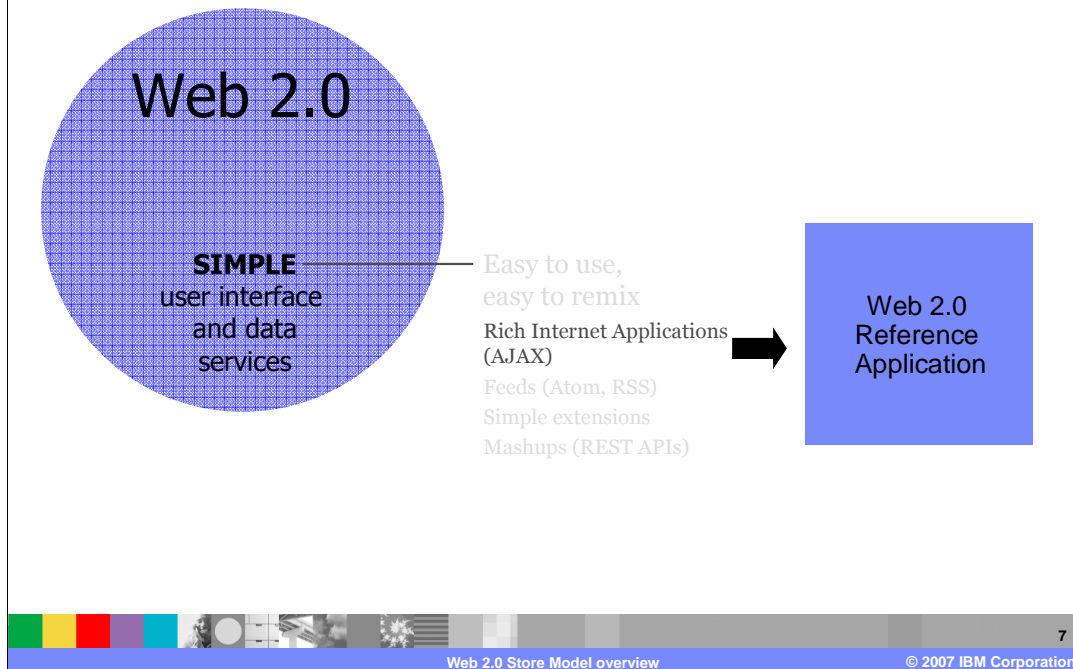 Web 2.0
SIMPLE
user interface
and data
services
Easy to use,
easy to remix
Rich Internet Applications
(AJAX)
Feeds (Atom, RSS)
Simple extensions
Mashups (REST APIs)
Web 2.0
Reference
Application
7
Web 2.0 Store Model overview
© 2007 IBM Corporation